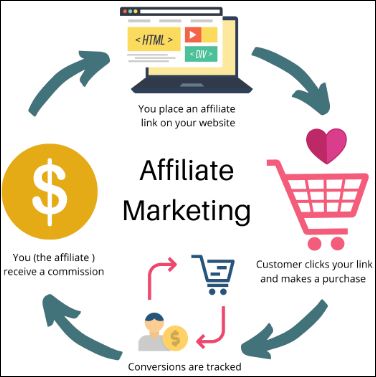 < HTML >
< DIV >
You place an affiliate
link on your website
Affiliate
Marketing
$
You (the affiliate )
receive a commission
Customer clicks your link
and makes a purchase
$
Conversions are tracked